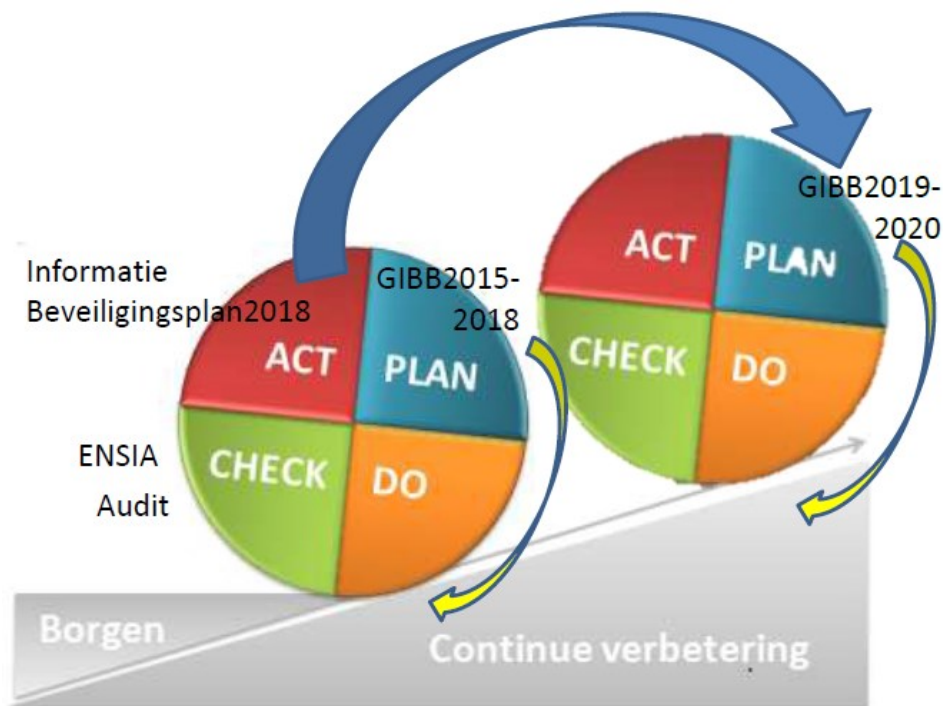 GIBB2019-
2020
ACT
PLAN
CHECK
DO
Informatie
Beveiligingsplan2018
GIBB2015-
2018
ACT
PLAN
ENSIA
Audit
CHECK
DO
Borgen
Continue verbetering